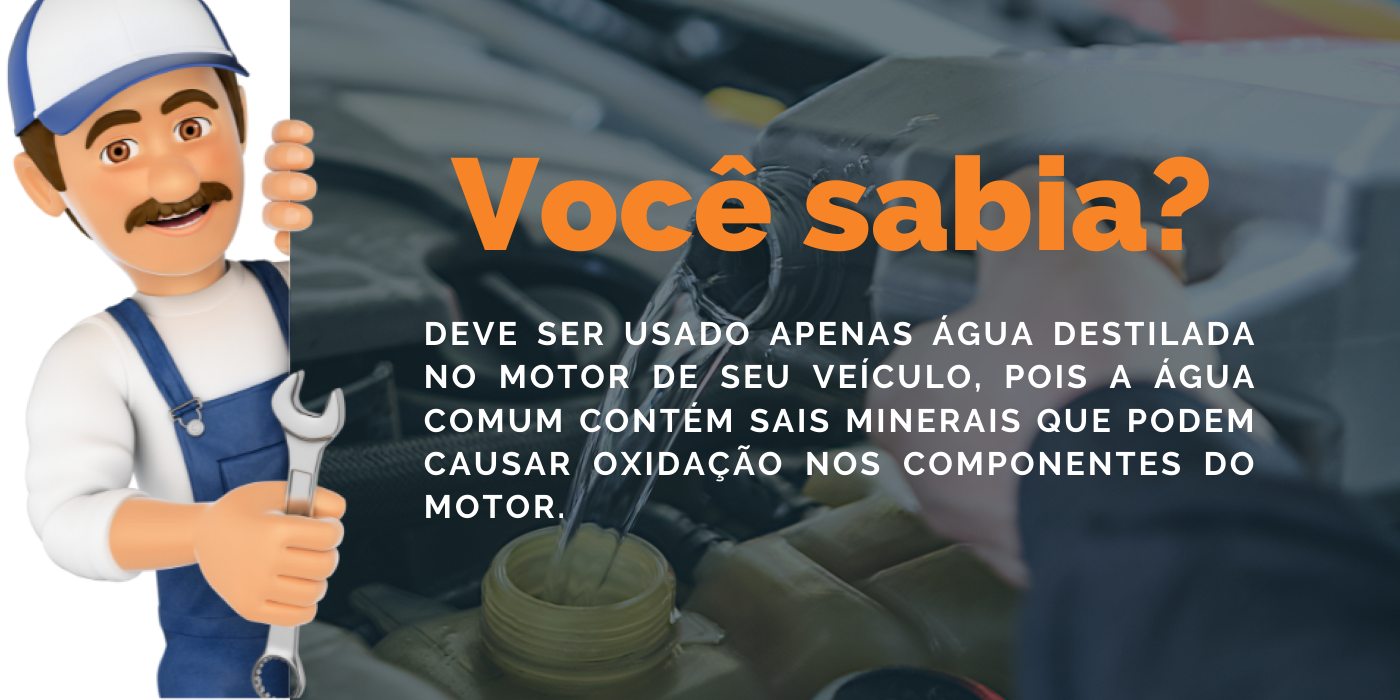 Você sabia?
DEVE SER USADO APENAS ÁGUA DESTILADA
NO MOTOR DE SEU VEÍCULO, POIS A ÁGUA
COMUM CONTÉM SAIS MINERAIS QUE PODEM
CAUSAR OXIDAÇÃO NOS COMPONENTES DO
MOTOR.